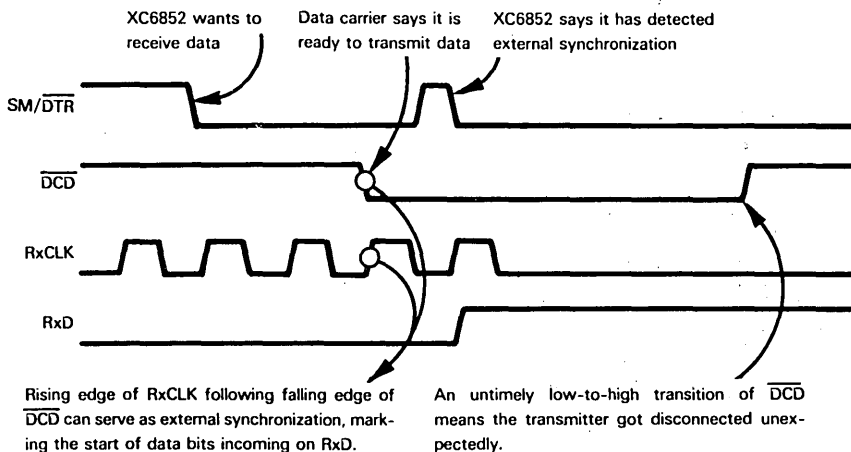 XC6852 wants to
receive data
Data carrier says it is
ready to transmit data
XC6852 says it has detected
external synchronization
SM/DTR
DCD
RxCLK
RxD
Rising edge of RxCLK following falling edge of
DCD can serve as external synchronization, mark-
ing the start of data bits incoming on RxD.
An untimely low-to-high transition of DCD
means the transmitter got disconnected unex-
pectedly.